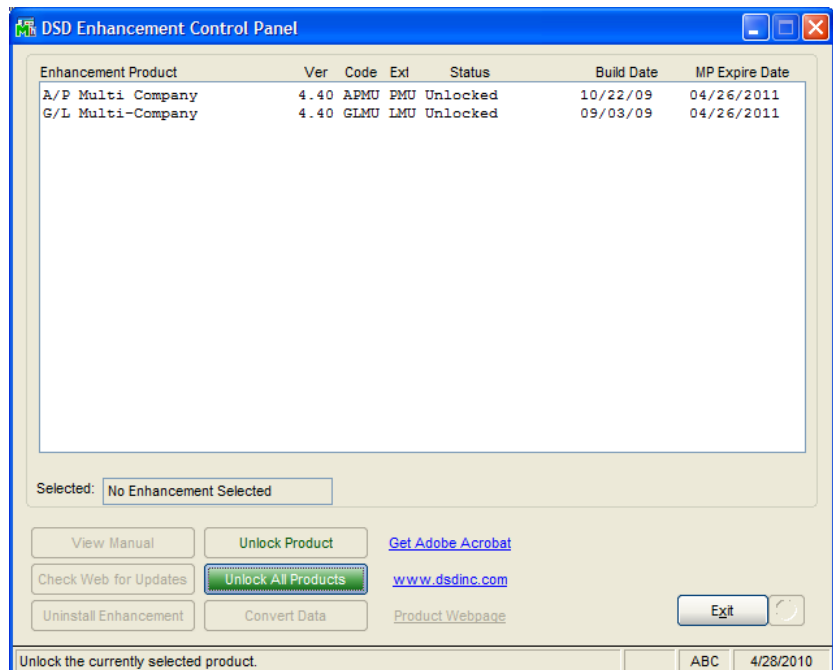 DSD Enhancement Control Panel
Enhancement Product Ver Code Ext Status Build Date MP Expire Date
A/P Multi Company 4.40 APMU PMU Unlocked 10/22/09 04/26/2011
G/L Multi-Company 4.40 GLMU LMU Unlocked 09/03/09 04/26/2011
Selected: No Enhancement Selected
View Manual Unlock Product Get Adobe Acrobat
Check Web for Updates Unlock All Products www.dsdinc.com
Uninstall Enhancement Convert Data Product Webpage Exit
Unlock the currently selected product. ABC 4/28/2010